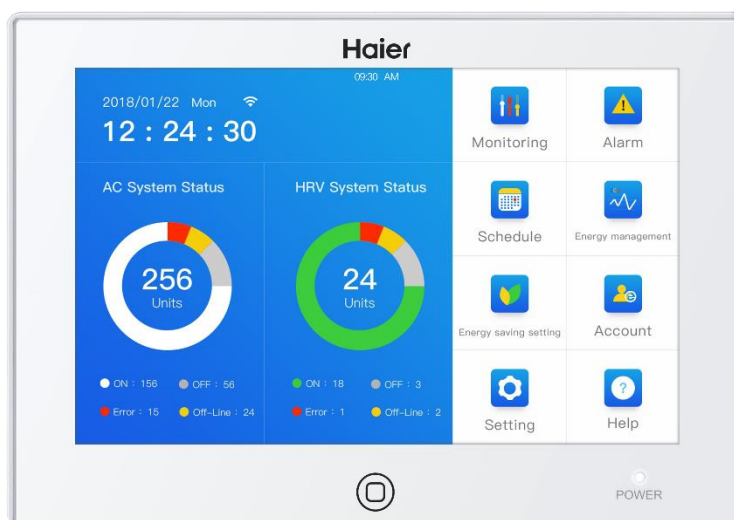 Haier
09:30 AM
2018/01/22 Mon
12 : 24 : 30
AC System Status
HRV System Status
256
Units
24
Units
ON : 156
OFF : 56
Error : 15
Off-Line : 24
ON : 18
OFF : 3
Error : 1
Off-Line : 2
Monitoring
Alarm
Schedule
Energy management
Energy saving setting
Account
Setting
?
Help
POWER